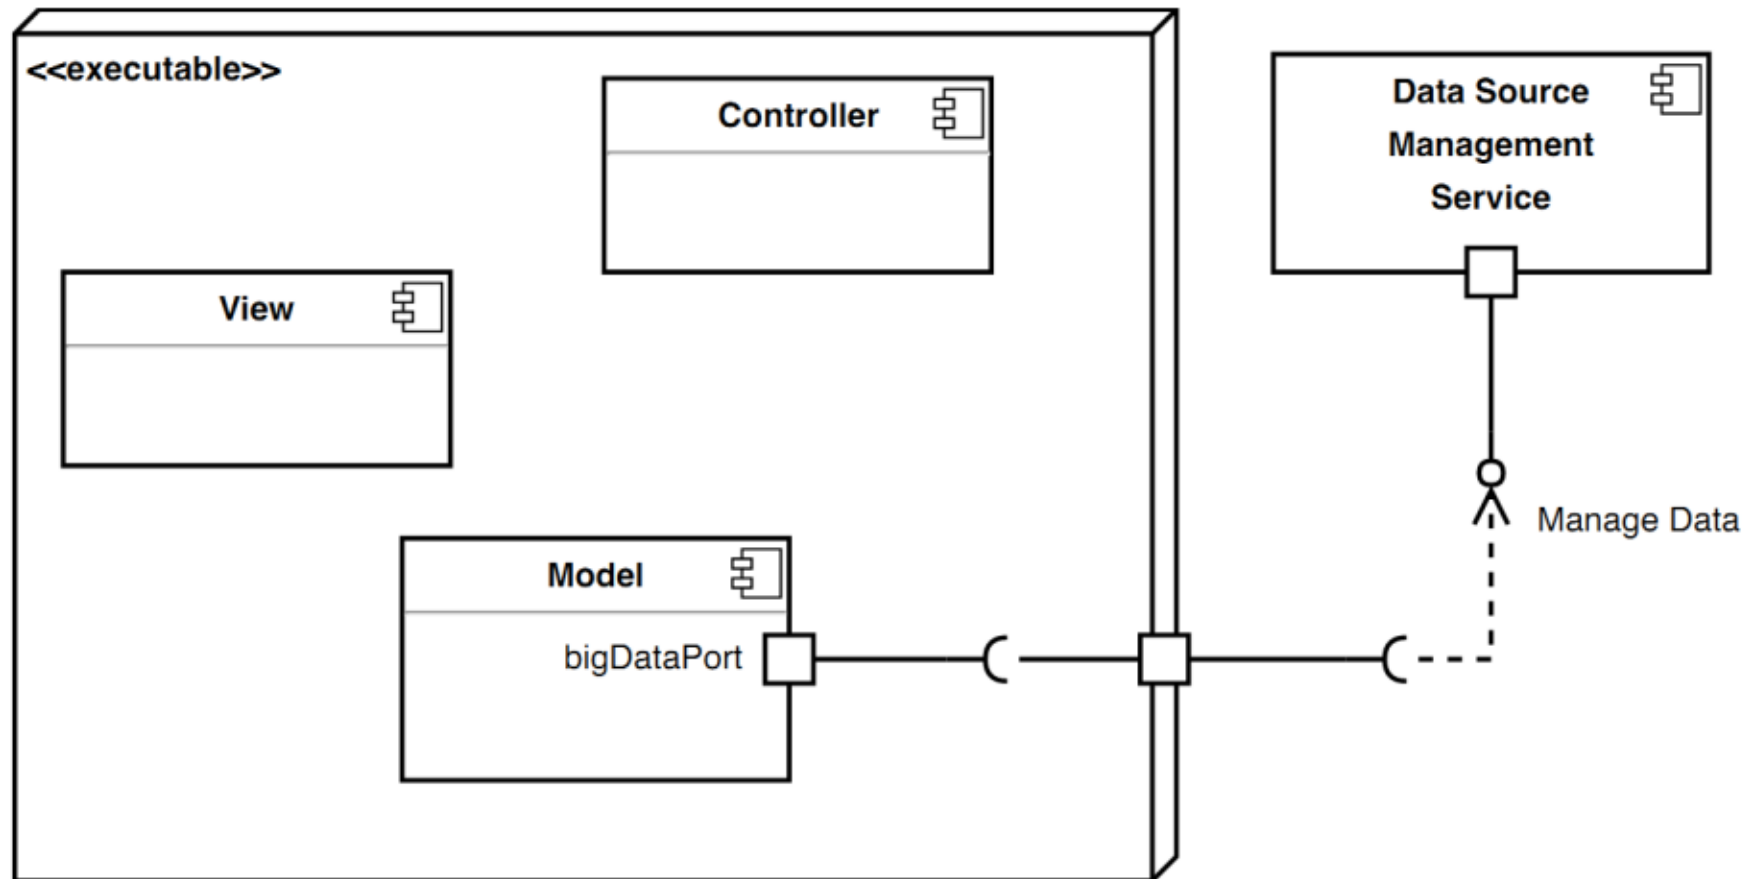 <<executable>>
Controller
Data Source
Management
Service
View
Manage Data
Model
bigDataPort